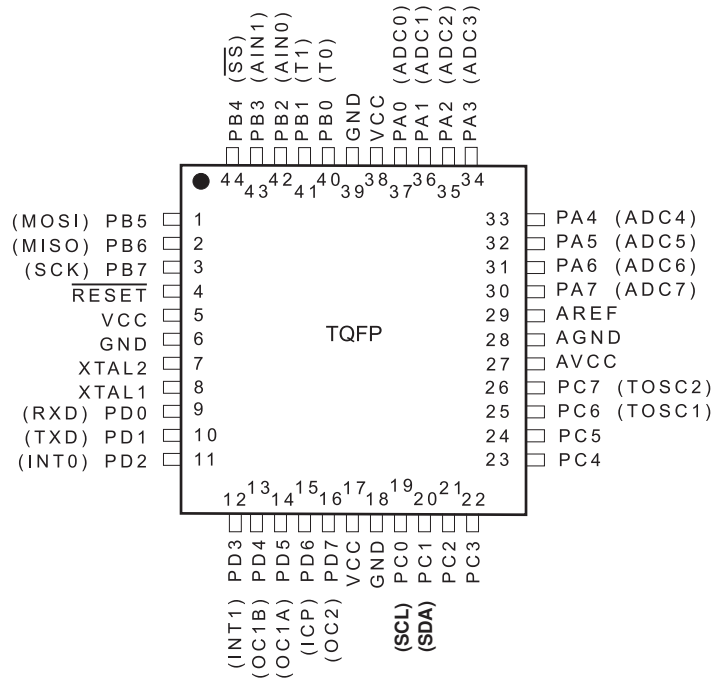 (SS)
(AIN1)
(AIN0)
(T1)
(T0)
(ADC0)
(ADC1)
(ADC2)
(ADC3)
PB4
PB3
PB2
PB1
PB0
GND
VCC
PA0
PA1
PA2
PA3
44
43
42
41
40
39
38
37
36
35
34
(MOSI) PB5 1
(MISO) PB6 2
(SCK) PB7 3
RESET 4
VCC 5
GND 6
XTAL2 7
XTAL1 8
(RXD) PD0 9
(TXD) PD1 10
(INT0) PD2 11
TQFP
33 PA4 (ADC4)
32 PA5 (ADC5)
31 PA6 (ADC6)
30 PA7 (ADC7)
29 AREF
28 AGND
27 AVCC
26 PC7 (TOSC2)
25 PC6 (TOSC1)
24 PC5
23 PC4
12
13
14
15
16
17
18
19
20
21
22
PD3
PD4
PD5
PD6
PD7
VCC
GND
PC0
PC1
PC2
PC3
(INT1)
(OC1B)
(OC1A)
(ICP)
(OC2)
(SCL)
(SDA)